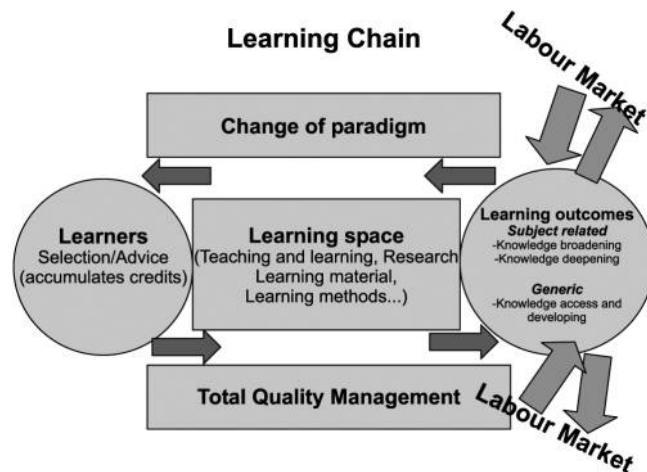 Learning Chain
Labour Market
Change of paradigm
Learners
Selection/Advice
(accumulates credits)
Learning space
(Teaching and learning, Research
Learning material,
Learning methods...)
Learning outcomes
Subject related
-Knowledge broadening
-Knowledge deepening
Generic
-Knowledge access and
developing
Total Quality Management
Labour Market